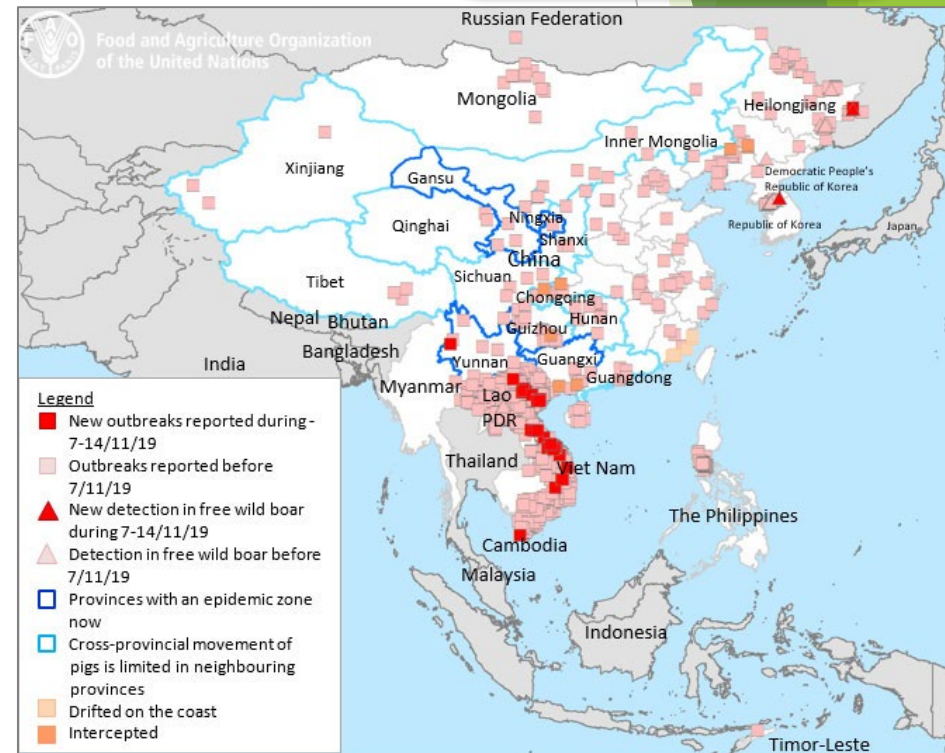 Food and Agriculture Organization
of the United Nations
Russian Federation
Mongolia
Heilongjiang
Inner Mongolia
Xinjiang
Gansu
Democratic People's
Republic of Korea
Qinghai
Ningxia
Republic of Korea
Japan
Shanxi
China
Tibet
Sichuan
Chongqing
Nepal
Bhutan
Guizhou
Hunan
Bangladesh
India
Yunnan
Guangxi
Myanmar
Guangdong
Lao
PDR
Thailand
Viet Nam
The Philippines
Cambodia
Malaysia
Indonesia
Timor-Leste
Legend
New outbreaks reported during -
7-14/11/19
Outbreaks reported before
7/11/19
New detection in free wild boar
during 7-14/11/19
Detection in free wild boar before
7/11/19
Provinces with an epidemic zone
now
Cross-provincial movement of
pigs is limited in neighbouring
provinces
Drifted on the coast
Intercepted